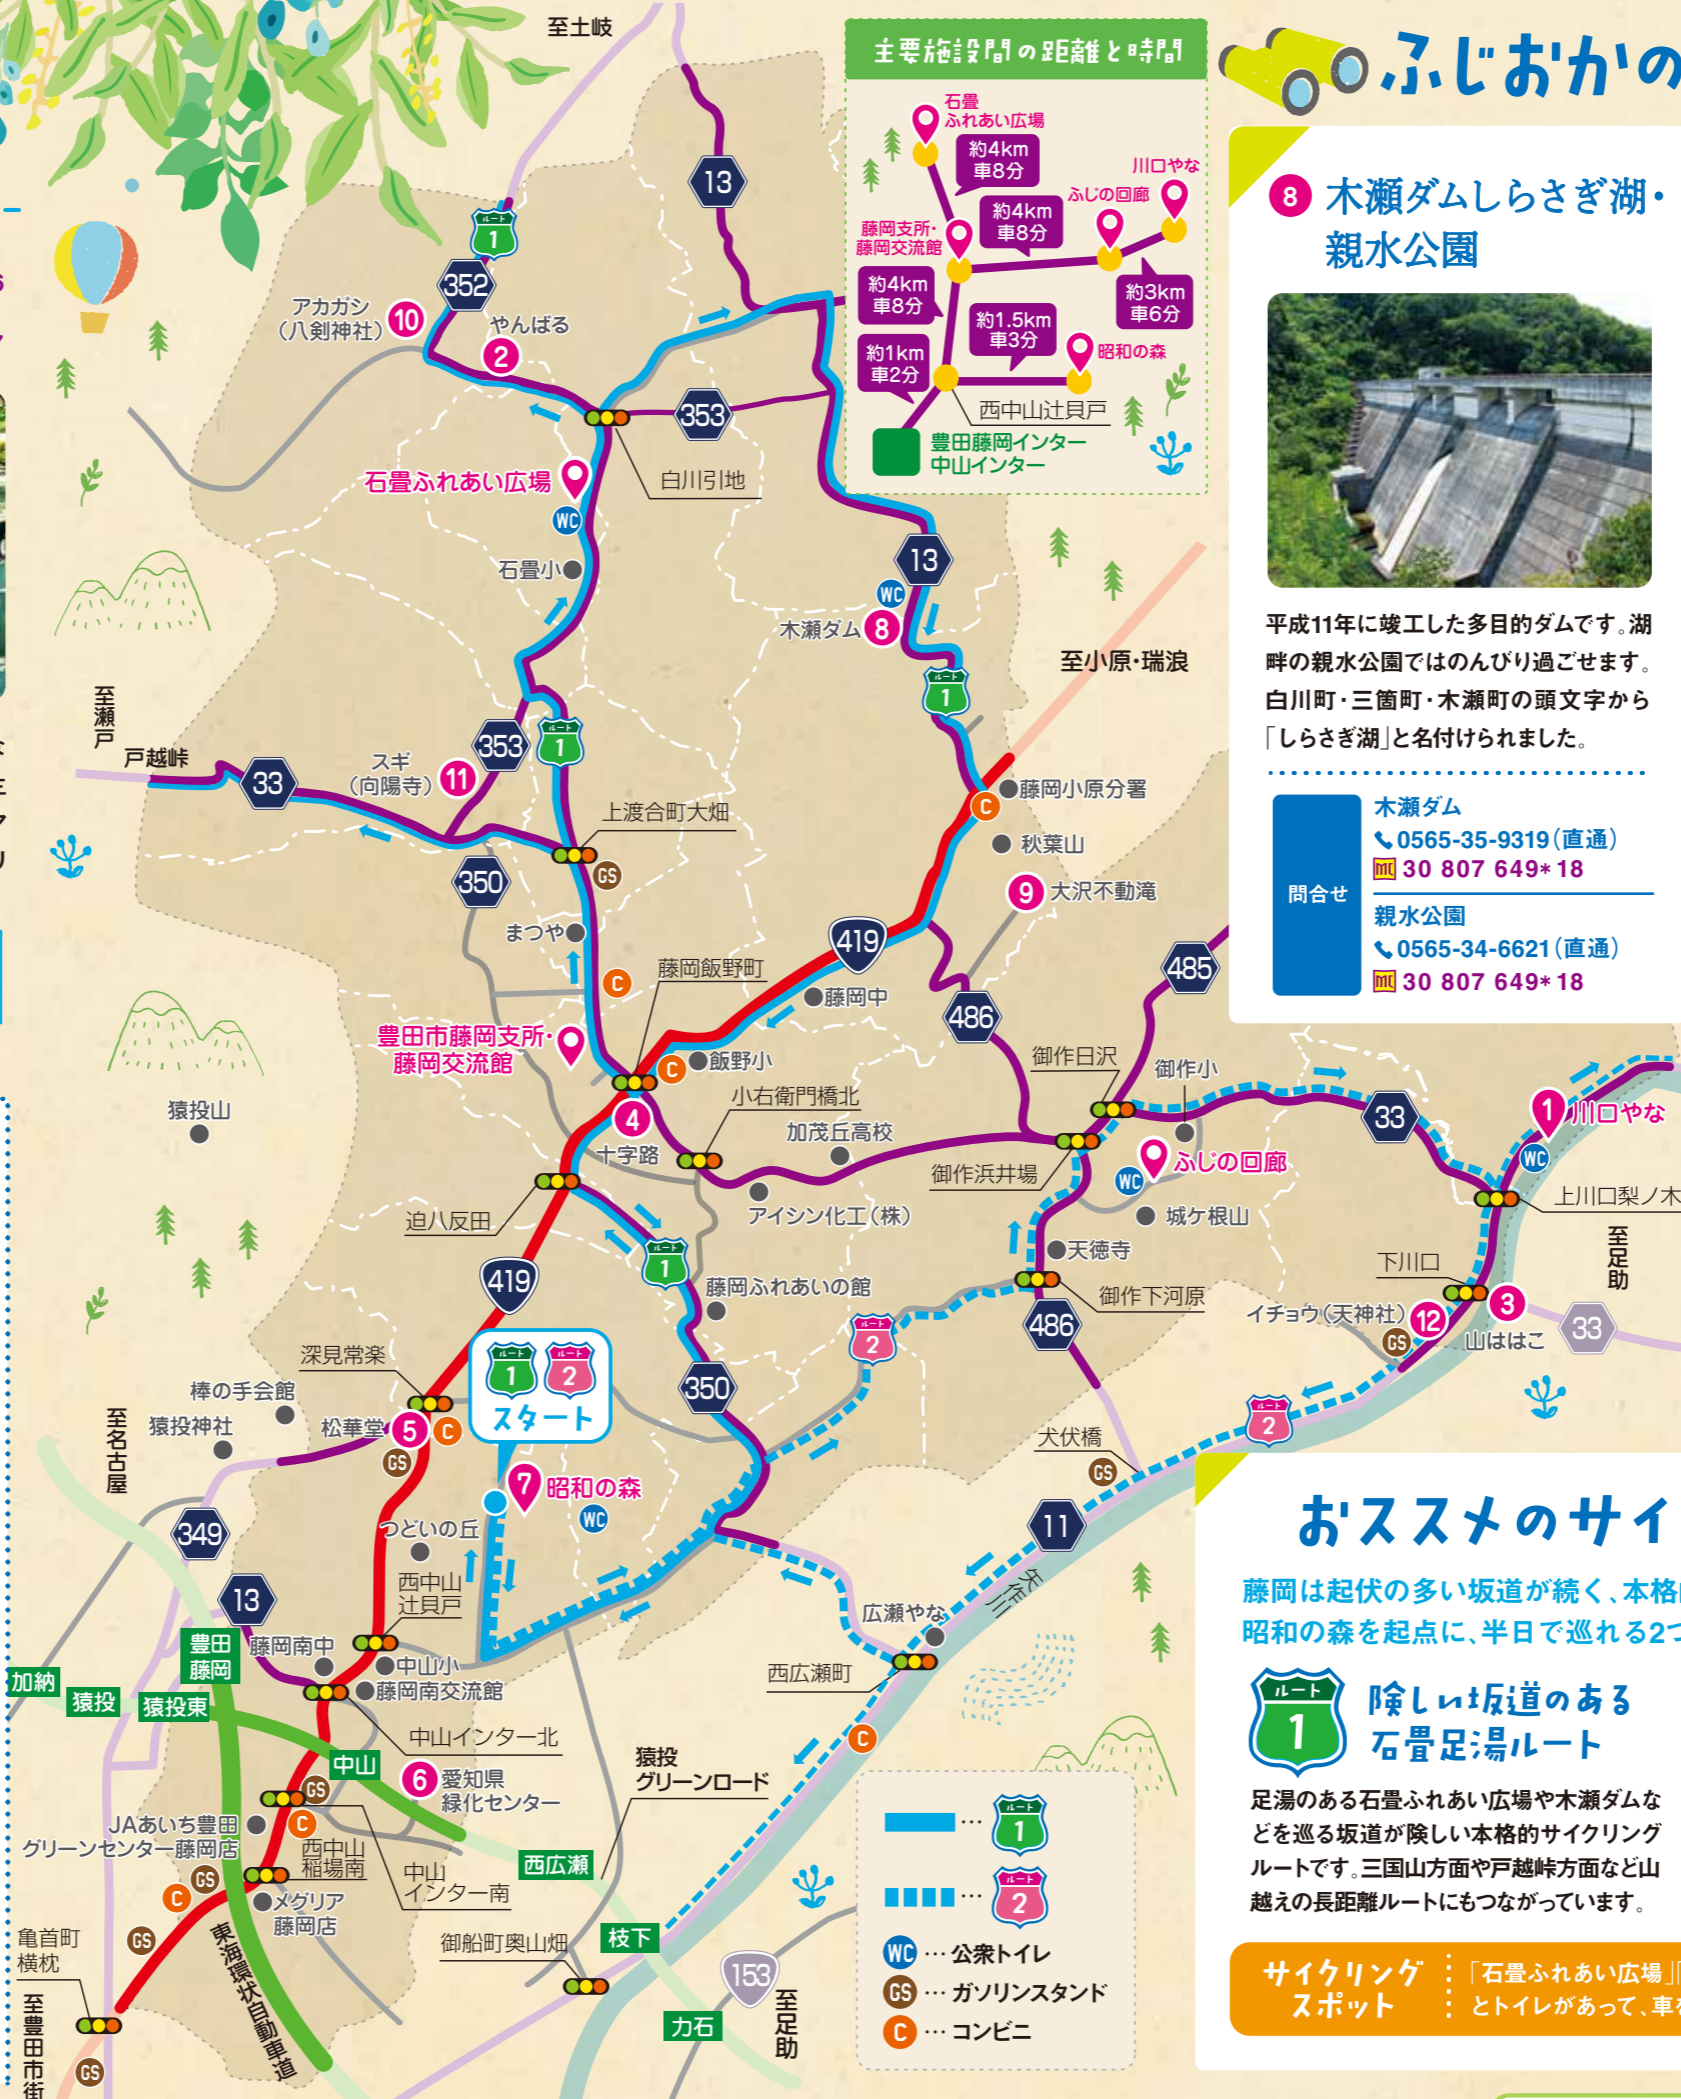 至土岐
主要施設間の距離と時間
石畳
ふれあい広場
約4km
車8分
川口やな
ふじの回廊
約4km
車8分
藤岡支所・
藤岡交流館
約4km
車8分
約3km
車6分
約1.5km
車3分
昭和の森
約1km
車2分
西中山辻貝戸
豊田藤岡インター
中山インター
ふじおかの
8 木瀬ダムしらさぎ湖・
親水公園
平成11年に竣工した多目的ダムです。湖
畔の親水公園ではのんびり過ごせます。
白川町・三箇町・木瀬町の頭文字から
「しらさぎ湖」と名付けられました。
問合せ
木瀬ダム
0565-35-9319(直通)
MC 30 807 649*18
親水公園
0565-34-6621(直通)
MC 30 807 649*18
13
ルート
1
352
アカガシ
(八剣神社)
10
やんばる
2
353
白川引地
石畳ふれあい広場
WC
石畳小
13
WC
木瀬ダム 8
至小原・瑞浪
ルート
1
至瀬戸
戸越峠
33
スギ
(向陽寺)
11
353
ルート
1
上渡合町大畑
GS
350
藤岡小原分署
C
秋葉山
9 大沢不動滝
まつや
419
藤岡飯野町
C
藤岡中
485
486
豊田市藤岡支所・
藤岡交流館
C
飯野小
御作日沢
御作小
小右衛門橋北
猿投山
4
十字路
加茂丘高校
33
1
川口やな
WC
御作浜井場
ふじの回廊
WC
迫八反田
アイシン化工(株)
城ケ根山
上川口梨ノ木
至足助
ルート
1
天徳寺
下川口
419
藤岡ふれあいの館
御作下河原
イチョウ(天神社)
12
3
GS
山ははこ
33
486
ルート
2
深見常楽
ルート
1
ルート
2
スタート
350
棒の手会館
猿投神社
松華堂
5
C
GS
至名古屋
ルート
2
犬伏橋
GS
7
昭和の森
WC
349
つどいの丘
11
矢作川
13
西中山
辻貝戸
広瀬やな
豊田
藤岡
藤岡南中
中山小
藤岡南交流館
西広瀬町
加納
猿投
猿投東
中山インター北
C
中山
6
愛知県
緑化センター
猿投
グリーンロード
GS
JAあいち豊田
グリーンセンター藤岡店
C
西中山
稲場南
中山
インター南
西広瀬
GS
C
メグリア
藤岡店
亀首町
横枕
GS
東海環状自動車道
御船町奥山畑
枝下
153
至足助
力石
至豊田市街
GS
… ルート
1
… ルート
2
WC … 公衆トイレ
GS … ガソリンスタンド
C … コンビニ
おススメのサイ
藤岡は起伏の多い坂道が続く、本格
昭和の森を起点に、半日で巡れる2つ
ルート
1
険しい坂道のある
石畳足湯ルート
足湯のある石畳ふれあい広場や木瀬ダムな
どを巡る坂道が険しい本格的サイクリング
ルートです。三国山方面や戸越峠方面など山
越えの長距離ルートにもつながっています。
サイクリング
スポット
「石畳ふれあい広場」
とトイレがあって、車を